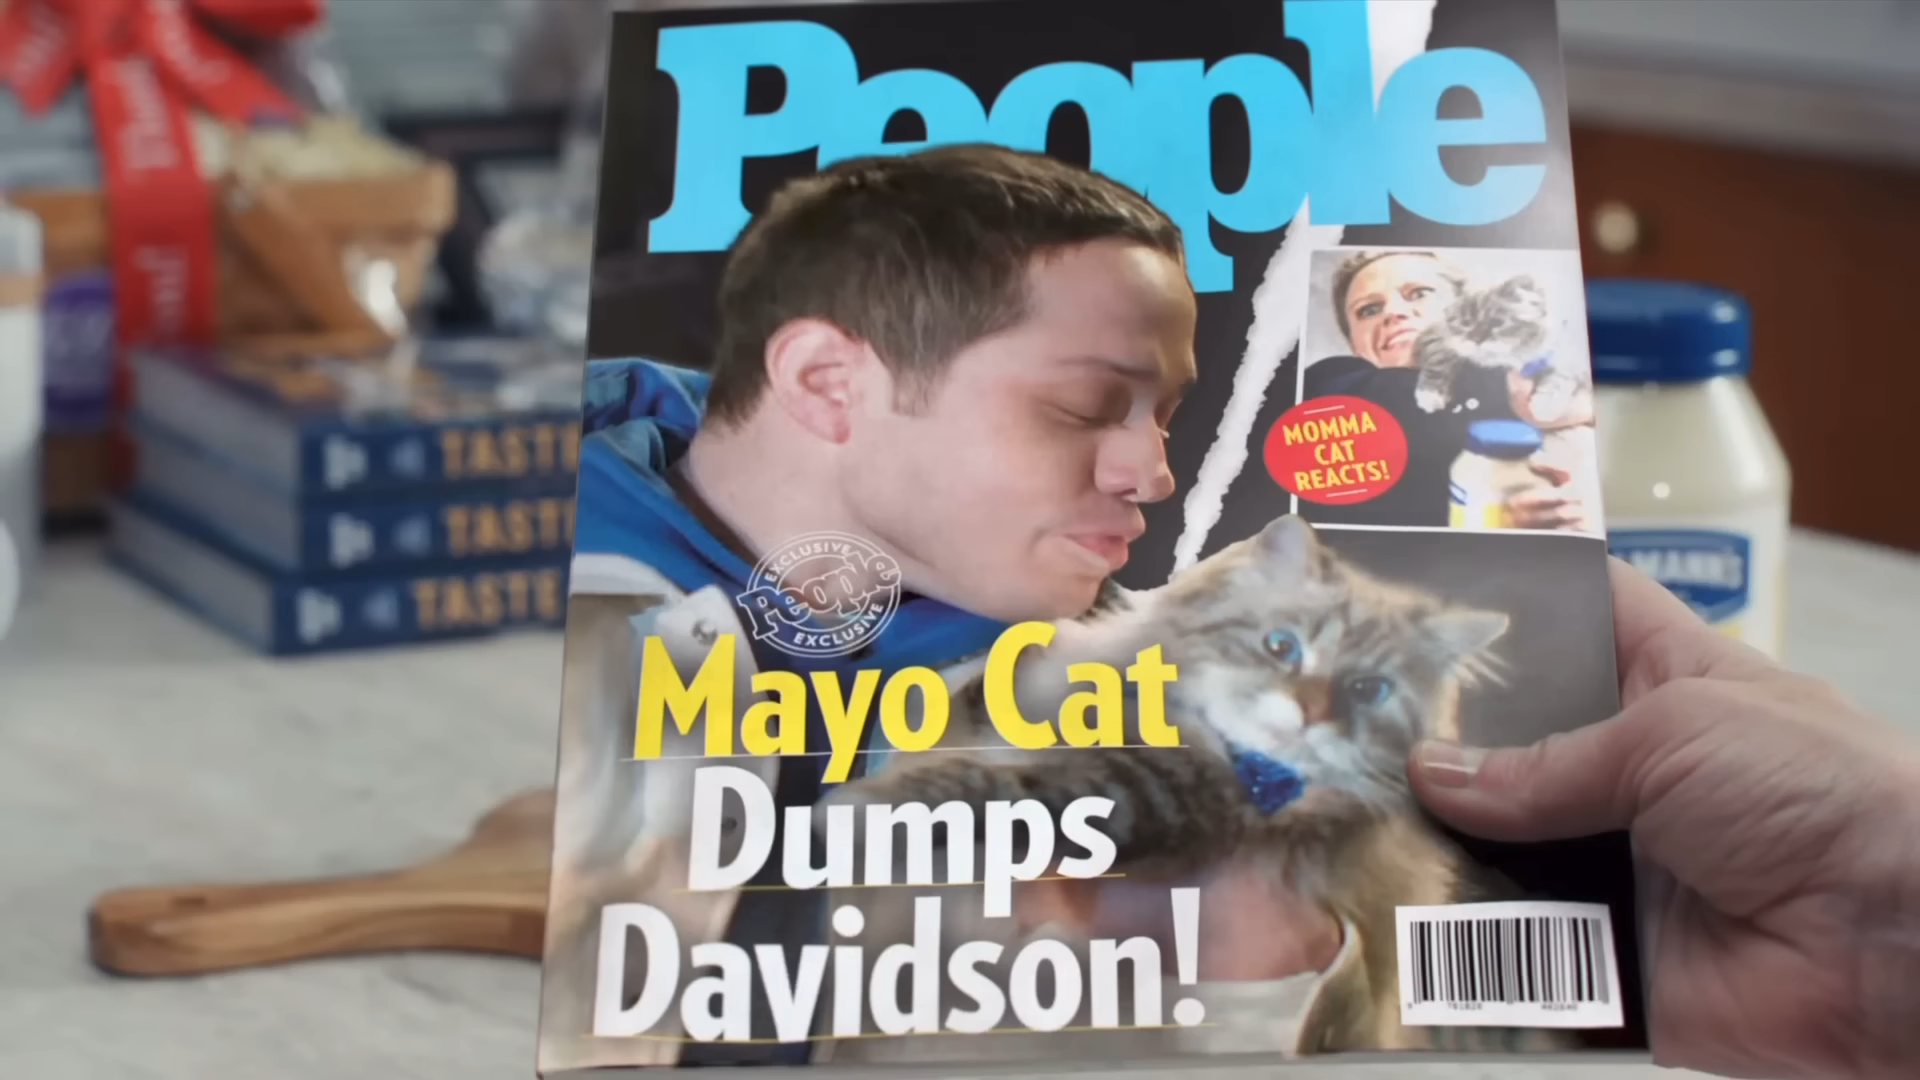 People
MOMMA
CAT
REACTS!
EXCLUSIVE
People
EXCLUSIVE
Mayo Cat
Dumps
Davidson!
TASTE
TASTE
TASTE